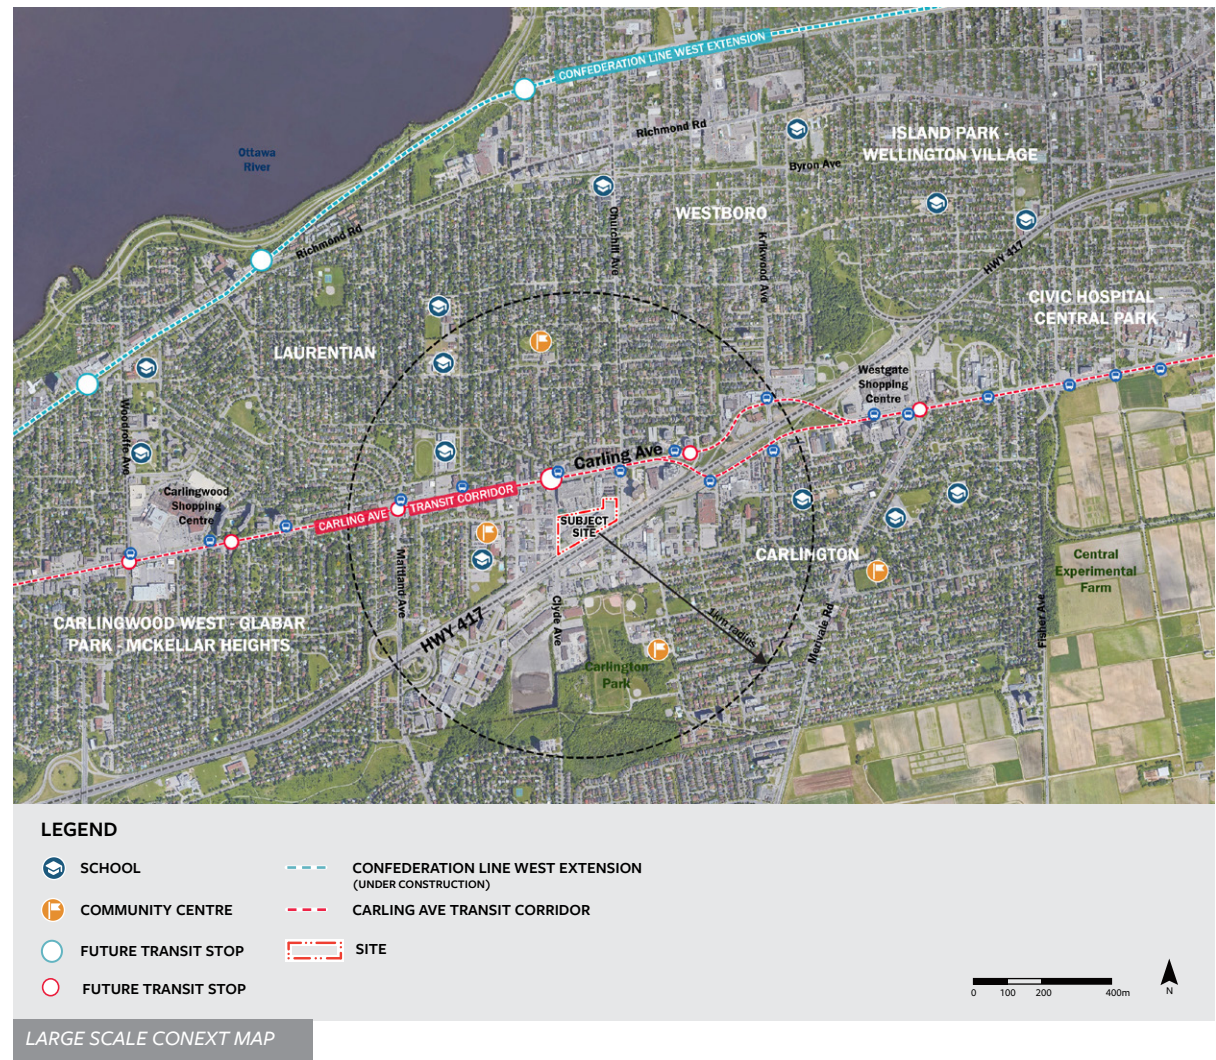 CONFEDERATION LINE WEST EXTENSION
Richmond Rd
ISLAND PARK -
WELLINGTON VILLAGE
Byron Ave
Ottawa
River
WESTBORO
Churchill Ave
Kirkwood Ave
Richmond Rd
HWY 417
CIVIC HOSPITAL -
CENTRAL PARK
LAURENTIAN
Westgate
Shopping
Centre
Woodroffe Ave
Carling Ave
Carlingwood
Shopping
Centre
CARLING AVE TRANSIT CORRIDOR
SUBJECT
SITE
CARLINGTON
Central
Experimental
Farm
Maitland Ave
Clyde Ave
HWY 417
1km radius
Merivale Rd
Fisher Ave
CARLINGWOOD WEST - GLABAR
PARK - MCKELLAR HEIGHTS
Carlington
Park
LEGEND
SCHOOL
CONFEDERATION LINE WEST EXTENSION
(UNDER CONSTRUCTION)
COMMUNITY CENTRE
CARLING AVE TRANSIT CORRIDOR
FUTURE TRANSIT STOP
SITE
FUTURE TRANSIT STOP
0 100 200 400m
N
LARGE SCALE CONEXT MAP